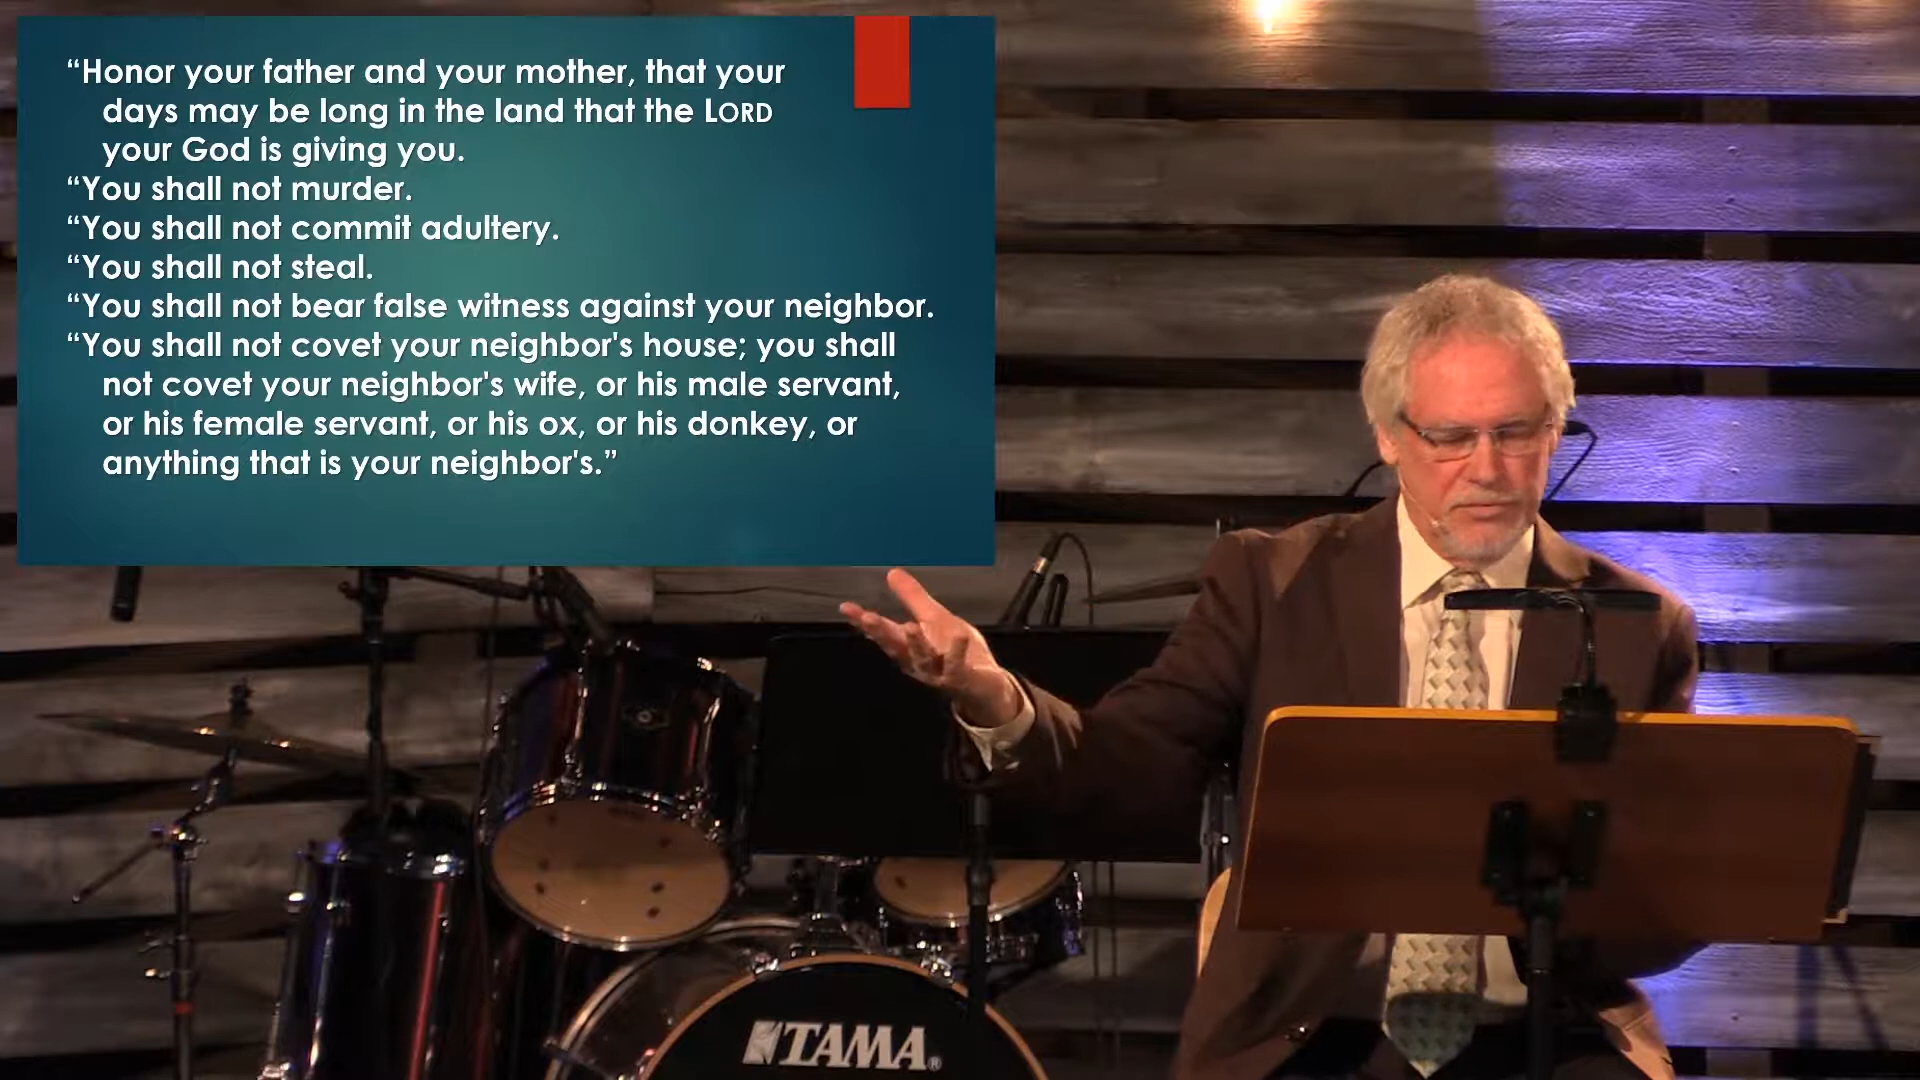 “Honor your father and your mother, that your
days may be long in the land that the LORD
your God is giving you.
“You shall not murder.
“You shall not commit adultery.
“You shall not steal.
“You shall not bear false witness against your neighbor.
“You shall not covet your neighbor's house; you shall
not covet your neighbor's wife, or his male servant,
or his female servant, or his ox, or his donkey, or
anything that is your neighbor's.”
TAMA®